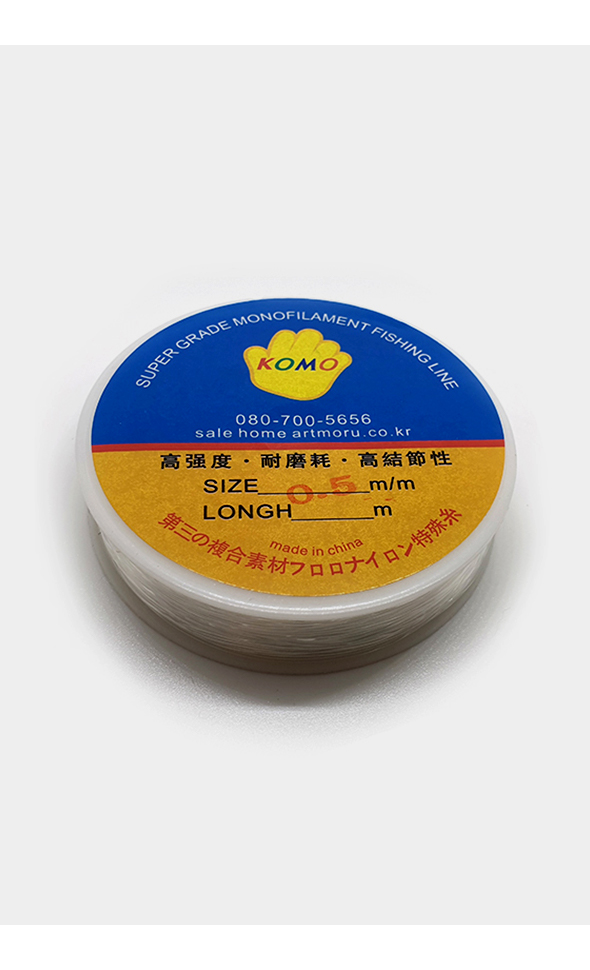 SUPER GRADE MONOFILAMENT FISHING LINE
KOMO
080-700-5656
sale home artmoru.co.kr
高强度・耐磨耗・高結節性
SIZE 0.5 m/m
LONGH______m
made in china
第三の複合素材フロロナイロン特殊糸